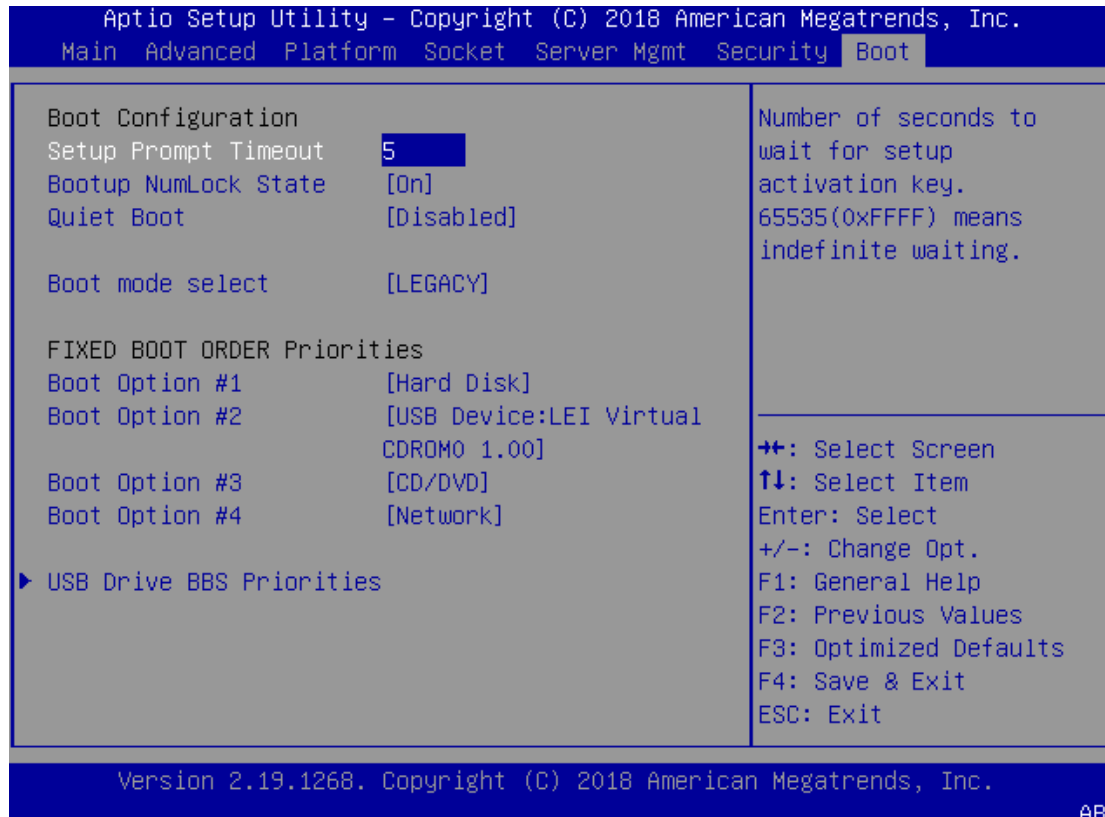 Aptio Setup Utility – Copyright (C) 2018 American Megatrends, Inc.
Main Advanced Platform Socket Server Mgmt Security Boot
Boot Configuration
Setup Prompt Timeout 5
Bootup NumLock State [On]
Quiet Boot [Disabled]
Boot mode select [LEGACY]
FIXED BOOT ORDER Priorities
Boot Option #1 [Hard Disk]
Boot Option #2 [USB Device:LEI Virtual
CDROM0 1.00]
Boot Option #3 [CD/DVD]
Boot Option #4 [Network]
▶ USB Drive BBS Priorities
Number of seconds to
wait for setup
activation key.
65535(0xFFFF) means
indefinite waiting.
→←: Select Screen
↑↓: Select Item
Enter: Select
+/-: Change Opt.
F1: General Help
F2: Previous Values
F3: Optimized Defaults
F4: Save & Exit
ESC: Exit
Version 2.19.1268. Copyright (C) 2018 American Megatrends, Inc.
AB